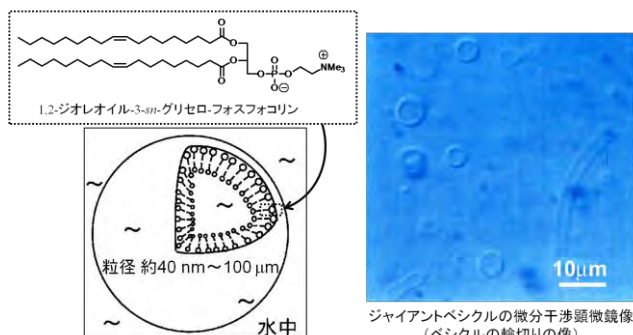 O
O
O
O
O
P
O
O
O⊖
⊕
NMe3
1,2-ジオレオイル-3-sn-グリセロ-フォスフォコリン
粒径 約40 nm～100 μm
水中
10μm
ジャイアントベシクルの微分干渉顕微鏡像
(ベシクルの輪切りの像)